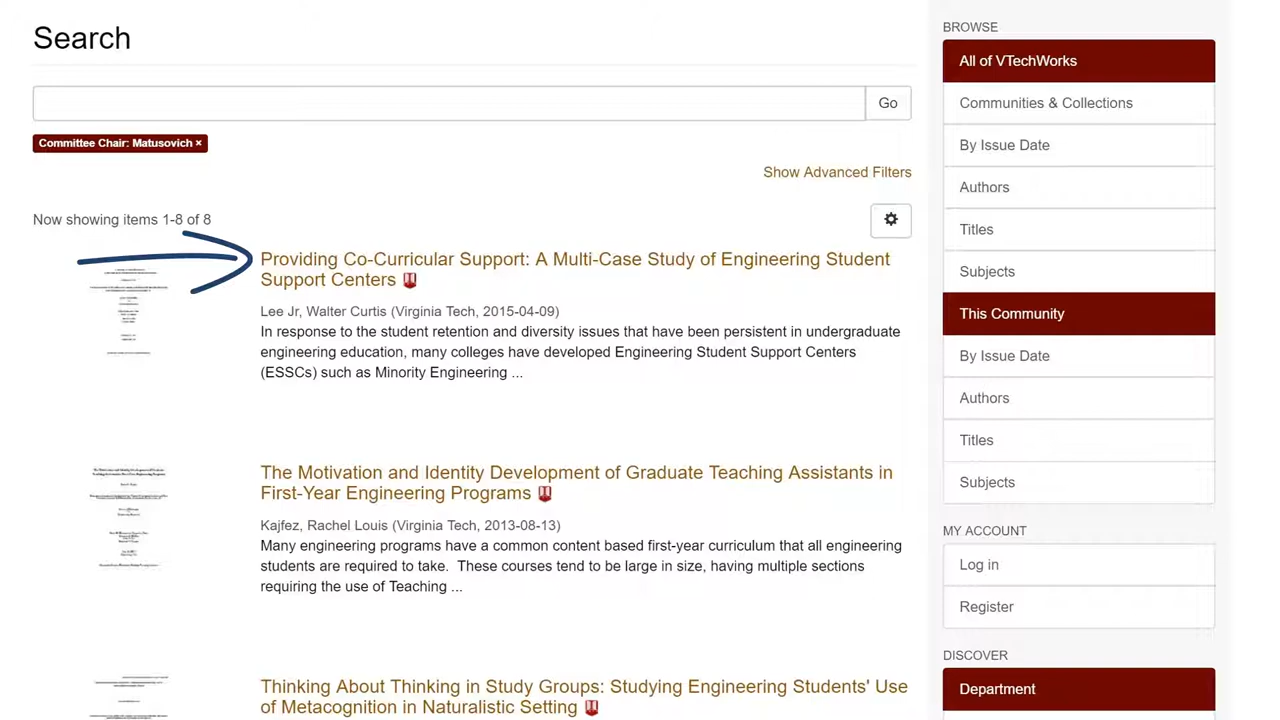 Search
Go
Committee Chair: Matusovich ×
Show Advanced Filters
Now showing items 1-8 of 8
Providing Co-Curricular Support: A Multi-Case Study of Engineering Student
Support Centers
Lee Jr, Walter Curtis (Virginia Tech, 2015-04-09)
In response to the student retention and diversity issues that have been persistent in undergraduate
engineering education, many colleges have developed Engineering Student Support Centers
(ESSCs) such as Minority Engineering ...
The Motivation and Identity Development of Graduate Teaching Assistants in
First-Year Engineering Programs
Kajfez, Rachel Louis (Virginia Tech, 2013-08-13)
Many engineering programs have a common content based first-year curriculum that all engineering
students are required to take. These courses tend to be large in size, having multiple sections
requiring the use of Teaching ...
Thinking About Thinking in Study Groups: Studying Engineering Students' Use
of Metacognition in Naturalistic Setting
BROWSE
All of VTechWorks
Communities & Collections
By Issue Date
Authors
Titles
Subjects
This Community
By Issue Date
Authors
Titles
Subjects
MY ACCOUNT
Log in
Register
DISCOVER
Department